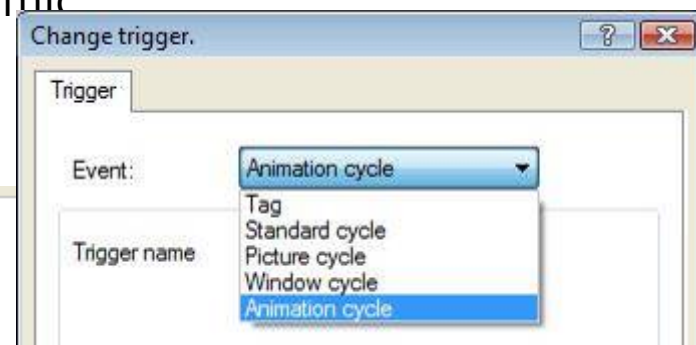 Change trigger.
Trigger
Event:
Animation cycle
Tag
Standard cycle
Trigger name
Picture cycle
Window cycle
Animation cycle